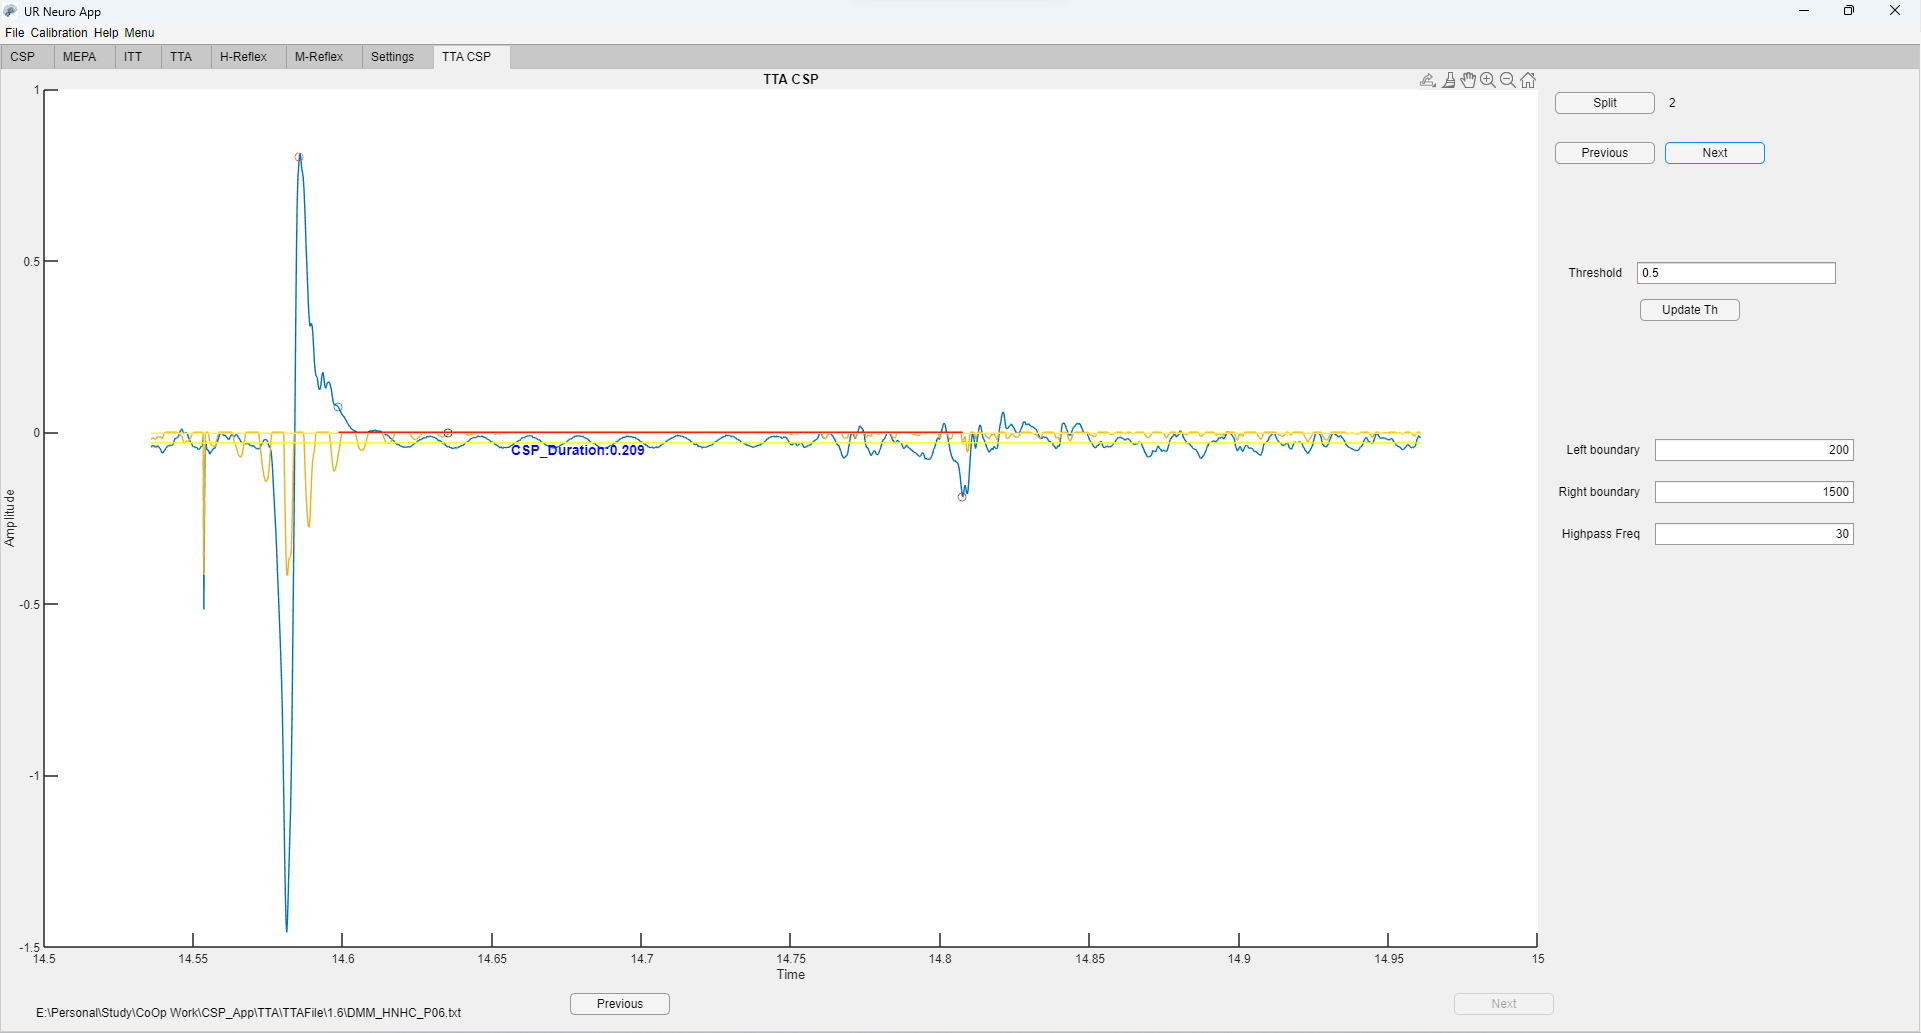 UR Neuro App
File Calibration Help Menu
CSP MEPA ITT TTA H-Reflex M-Reflex Settings TTA CSP
TTA CSP
Split 2
Previous Next
Threshold 0.5
Update Th
Left boundary 200
Right boundary 1500
Highpass Freq 30
1
0.5
0
-0.5
-1
-1.5
Amplitude
CSP_Duration:0.209
14.5 14.55 14.6 14.65 14.7 14.75 14.8 14.85 14.9 14.95 15
Time
Previous Next
E:\Personal\Study\CoOp Work\CSP_App\TTA\TTAFile\1.6\DMM_HNHC_P06.txt